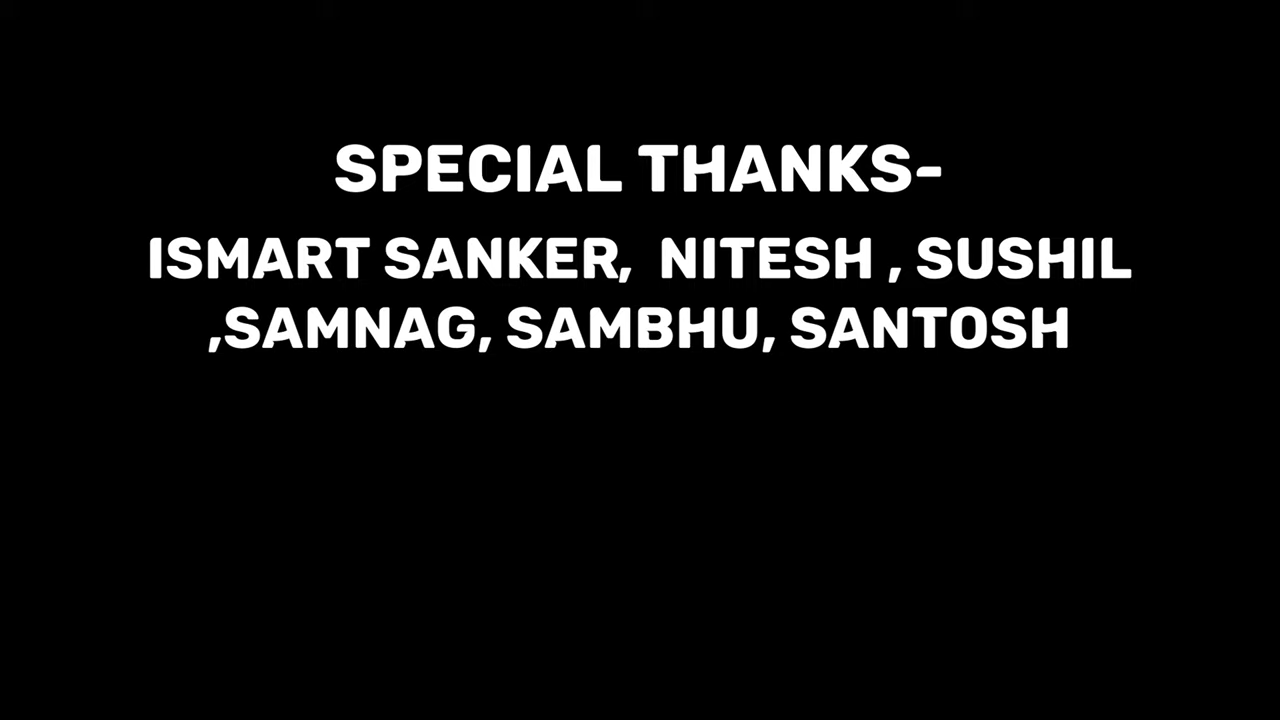 SPECIAL THANKS-
ISMART SANKER,  NITESH , SUSHIL
,SAMNAG, SAMBHU, SANTOSH